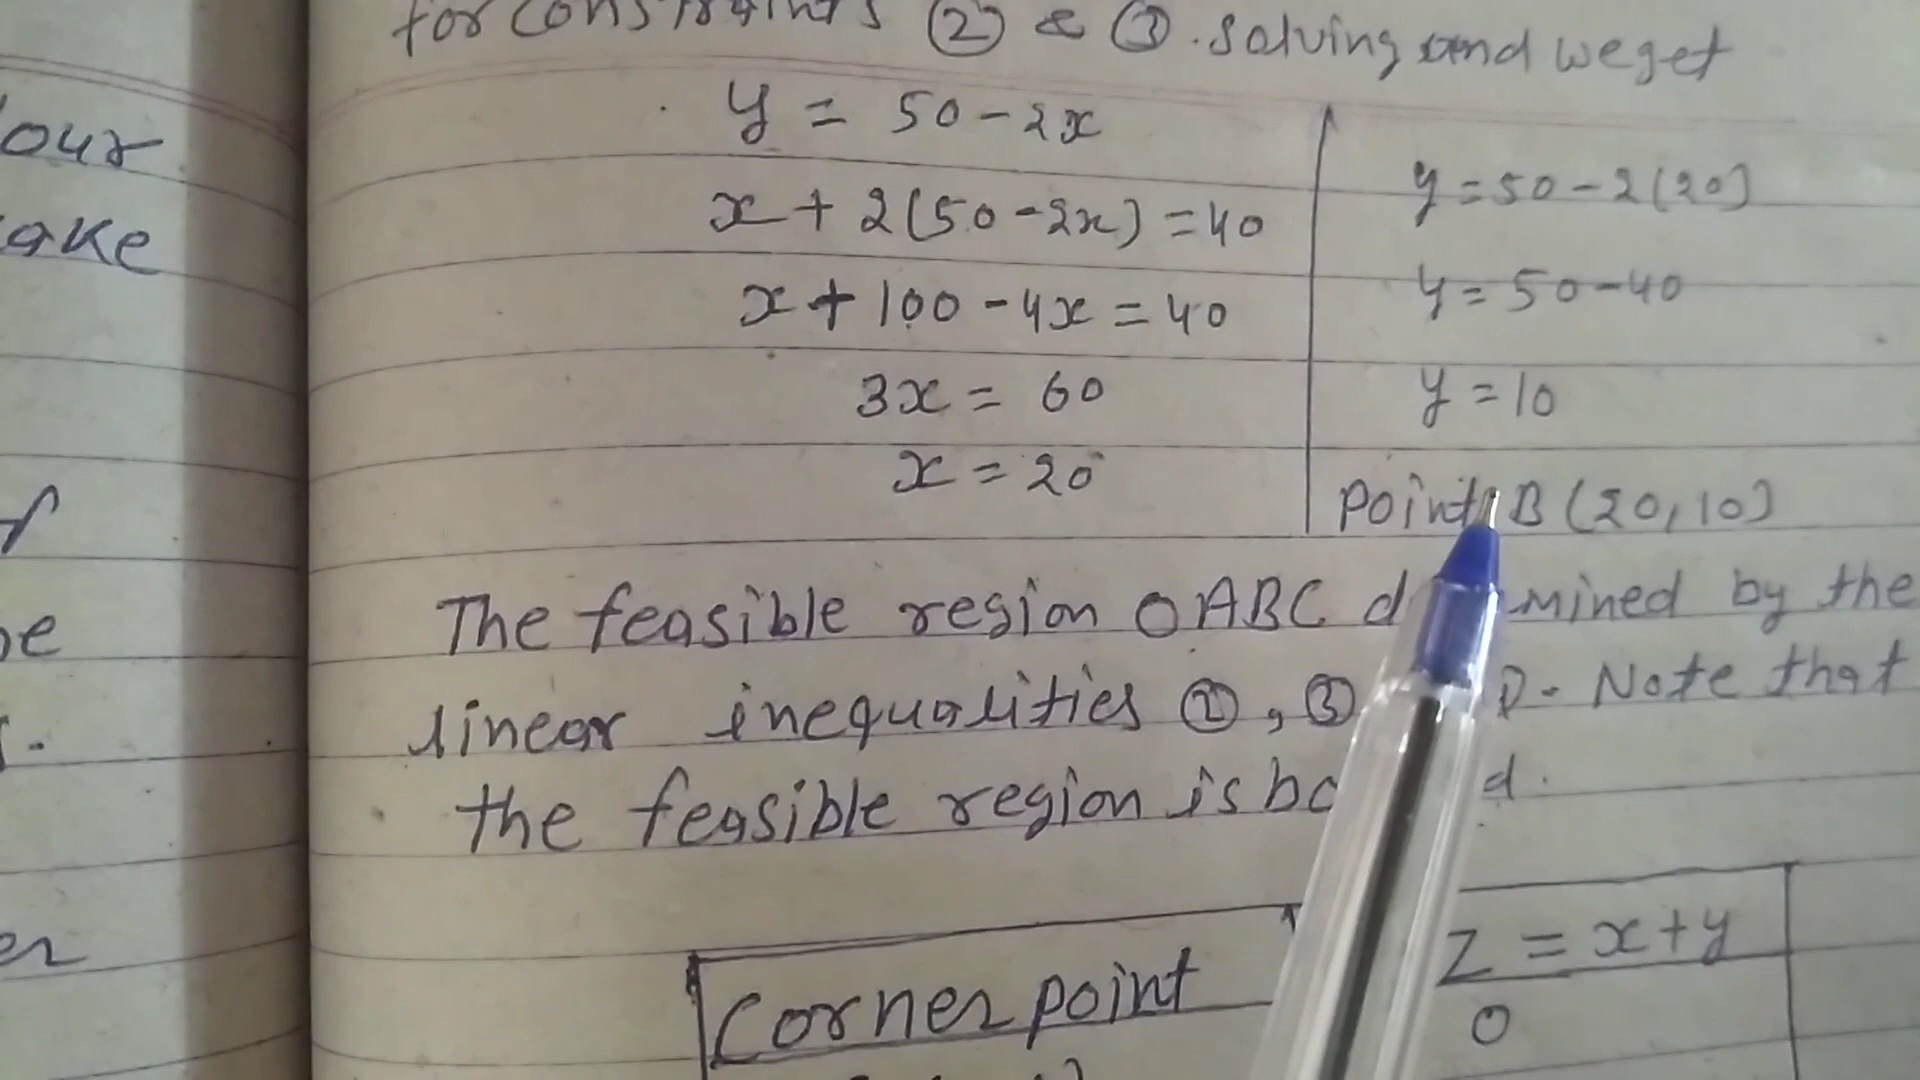 for constraints ② & ③ . solving and we get
y = 50 - 2x
x + 2(50 - 2x) = 40
x + 100 - 4x = 40
3x = 60
x = 20
y = 50 - 2(20)
y = 50 - 40
y = 10
point B (20, 10)
The feasible region OABC by the
linear inequalities ②, ③ . Note that
the feasible region is
Corner point
Z = x + y
0
our
ake